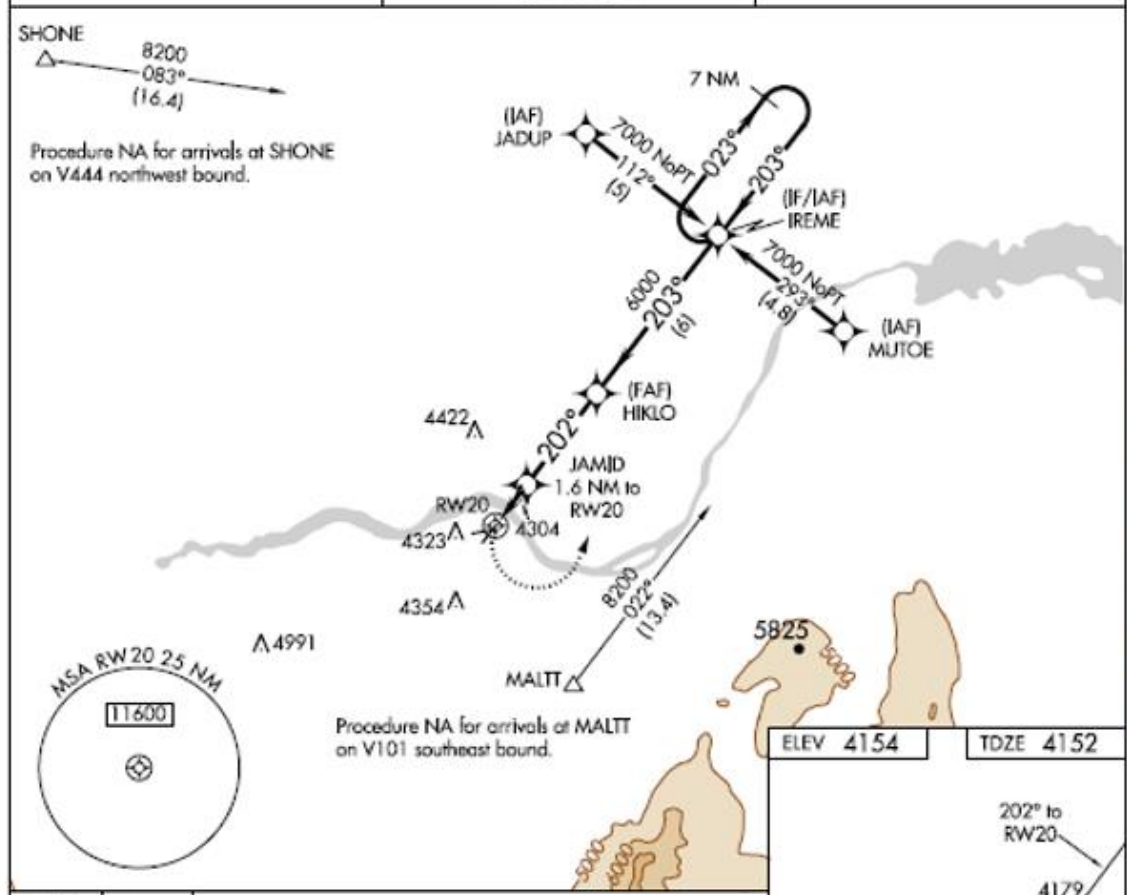 SHONE
8200
083°
(16.4)
Procedure NA for arrivals at SHONE
on V444 northwest bound.
7 NM
(IAF)
JADUP
7000 NoPT
112°
(5)
023°
203°
(IF/IAF)
IREME
7000 NoPT
293°
(4.8)
(IAF)
MUTOE
6000
203°
(6)
(FAF)
HIKLO
4422
202°
JAMID
1.6 NM to
RW20
RW20
4304
4323
4354
4991
8200
022°
(13.4)
MALTT
5825
5000
MSA RW20 25 NM
11600
Procedure NA for arrivals at MALTT
on V101 southeast bound.
ELEV 4154
TDZE 4152
5000
202° to
RW20
4179